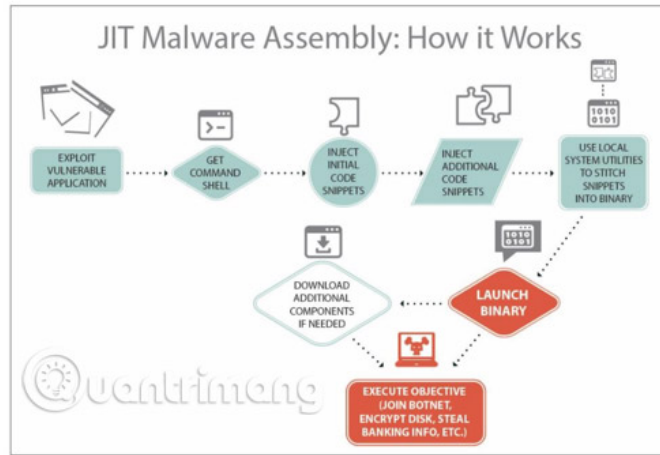 JIT Malware Assembly: How it Works
EXPLOIT
VULNERABLE
APPLICATION
GET
COMMAND
SHELL
INJECT
INITIAL
CODE
SNIPPETS
INJECT
ADDITIONAL
CODE
SNIPPETS
1010
0101
USE LOCAL
SYSTEM UTILITIES
TO STITCH
SNIPPETS
INTO BINARY
1010
0101
LAUNCH
BINARY
DOWNLOAD
ADDITIONAL
COMPONENTS
IF NEEDED
EXECUTE OBJECTIVE
(JOIN BOTNET,
ENCRYPT DISK, STEAL
BANKING INFO, ETC.)
Quantrimang